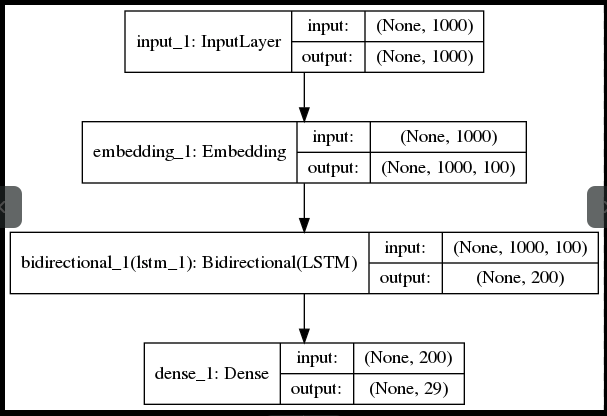 input_1: InputLayer input: (None, 1000)
output: (None, 1000)
embedding_1: Embedding input: (None, 1000)
output: (None, 1000, 100)
bidirectional_1(lstm_1): Bidirectional(LSTM) input: (None, 1000, 100)
output: (None, 200)
dense_1: Dense input: (None, 200)
output: (None, 29)